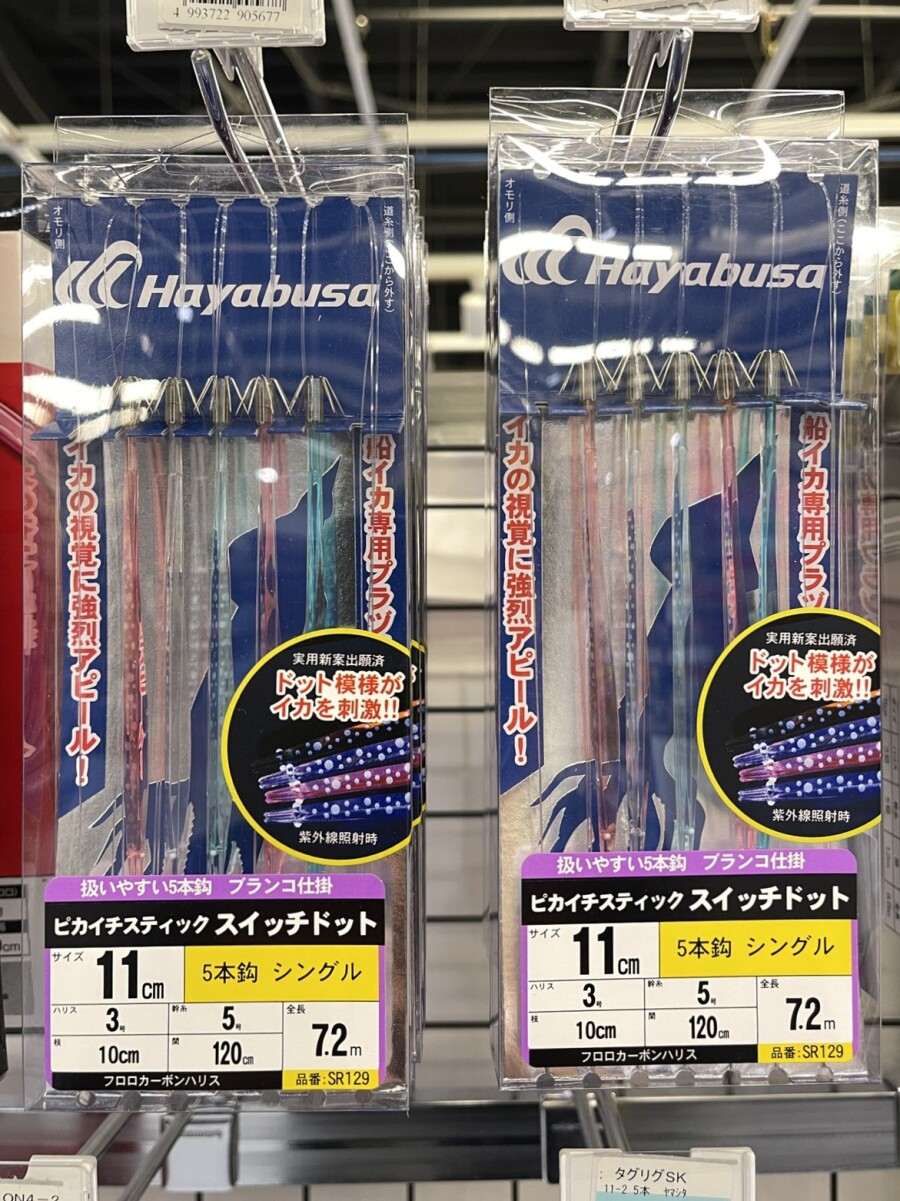 4 993722 905677
オモリ側
道糸側(ここから外す)
Hayabusa
イカの視覚に強烈アピール!
船イカ専用プラヅ
実用新案出願済
ドット模様が
イカを刺激!!
紫外線照射時
扱いやすい5本鈎 ブランコ仕掛
ピカイチスティック スイッチドット
サイズ 11cm
5本鈎 シングル
ハリス 3号
幹糸 5号
全長 7.2m
枝 10cm
間 120cm
フロロカーボンハリス
品番:SR129
オモリ側
道糸側(ここから外す)
Hayabusa
イカの視覚に強烈アピール!
船イカ専用プラヅ
実用新案出願済
ドット模様が
イカを刺激!!
紫外線照射時
扱いやすい5本鈎 ブランコ仕掛
ピカイチスティック スイッチドット
サイズ 11cm
5本鈎 シングル
ハリス 3号
幹糸 5号
全長 7.2m
枝 10cm
間 120cm
フロロカーボンハリス
品番:SR129
ON4-2
タグリグSK
11-2 5本 ヤマシタ